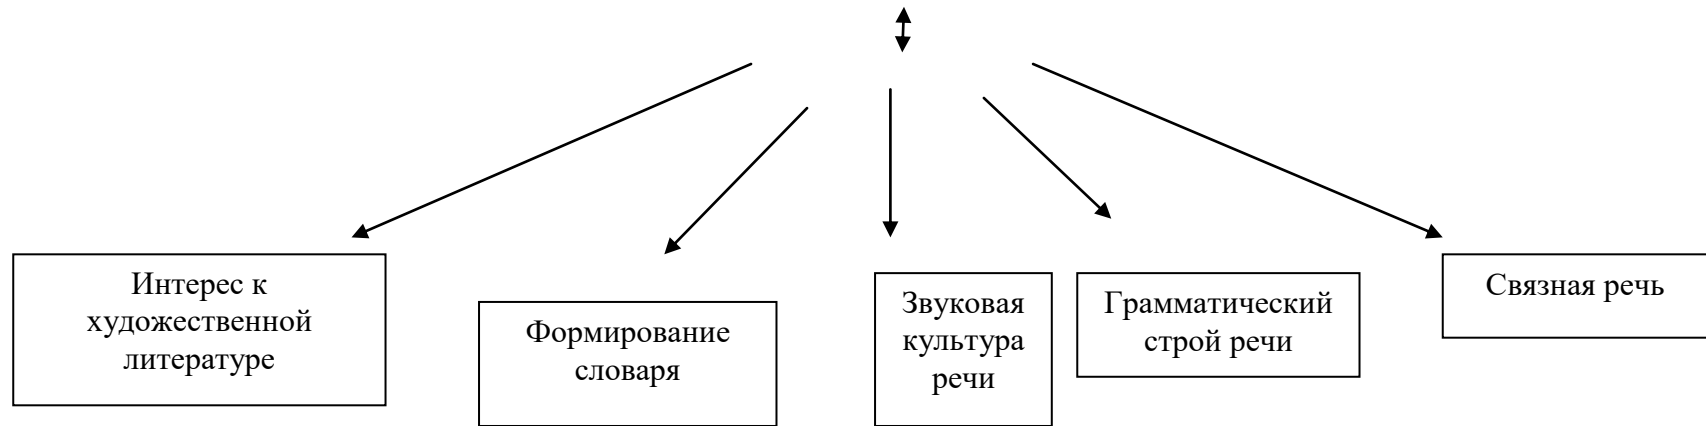 Интерес к
художественной
литературе
Формирование
словаря
Звуковая
культура
речи
Грамматический
строй речи
Связная речь